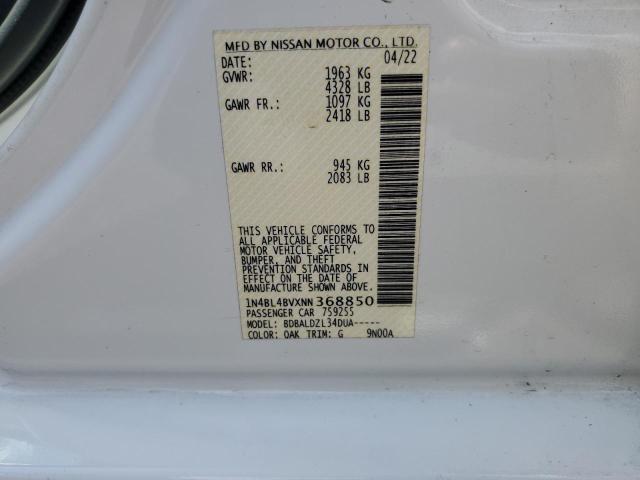 MFD BY NISSAN MOTOR CO., LTD.
DATE: 04/22
GVWR: 1963 KG
4328 LB
GAWR FR.: 1097 KG
2418 LB
GAWR RR.: 945 KG
2083 LB
THIS VEHICLE CONFORMS TO
ALL APPLICABLE FEDERAL
MOTOR VEHICLE SAFETY,
BUMPER, AND THEFT
PREVENTION STANDARDS IN
EFFECT ON THE DATE OF
MANUFACTURE SHOWN ABOVE.
1N4BL4BVXNN368850
PASSENGER CAR 759255
MODEL: BDBALDZL34DUA-----
COLOR: QAK TRIM: G 9N00A